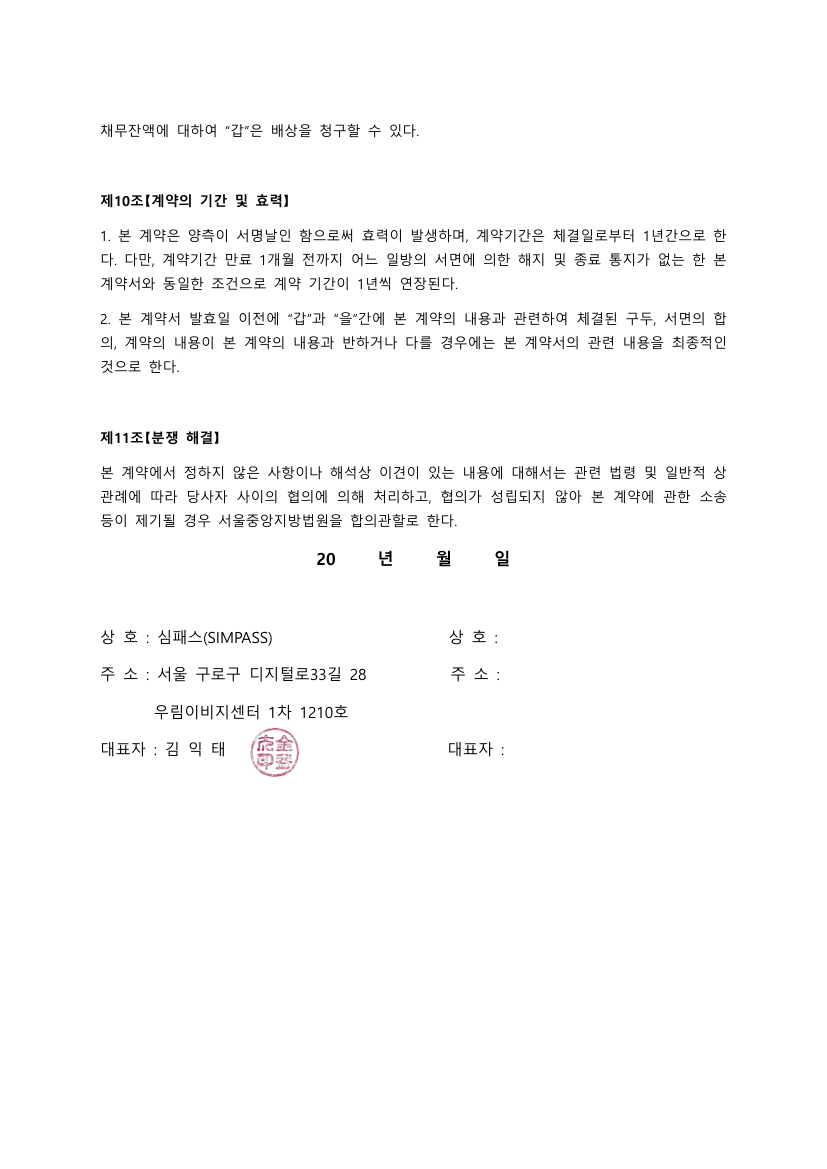 채무잔액에 대하여 “갑”은 배상을 청구할 수 있다.
제10조【계약의 기간 및 효력】
1. 본 계약은 양측이 서명날인 함으로써 효력이 발생하며, 계약기간은 체결일로부터 1년간으로 한
다. 다만, 계약기간 만료 1개월 전까지 어느 일방의 서면에 의한 해지 및 종료 통지가 없는 한 본
계약서와 동일한 조건으로 계약 기간이 1년씩 연장된다.
2. 본 계약서 발효일 이전에 “갑”과 “을”간에 본 계약의 내용과 관련하여 체결된 구두, 서면의 합
의, 계약의 내용이 본 계약의 내용과 반하거나 다를 경우에는 본 계약서의 관련 내용을 최종적인
것으로 한다.
제11조【분쟁 해결】
본 계약에서 정하지 않은 사항이나 해석상 이견이 있는 내용에 대해서는 관련 법령 및 일반적 상
관례에 따라 당사자 사이의 협의에 의해 처리하고, 협의가 성립되지 않아 본 계약에 관한 소송
등이 제기될 경우 서울중앙지방법원을 합의관할로 한다.
20 년 월 일
상 호 : 심패스(SIMPASS) 상 호 :
주 소 : 서울 구로구 디지털로33길 28 주 소 :
우림이비지센터 1차 1210호
대표자 : 김 익 태 대표자 :